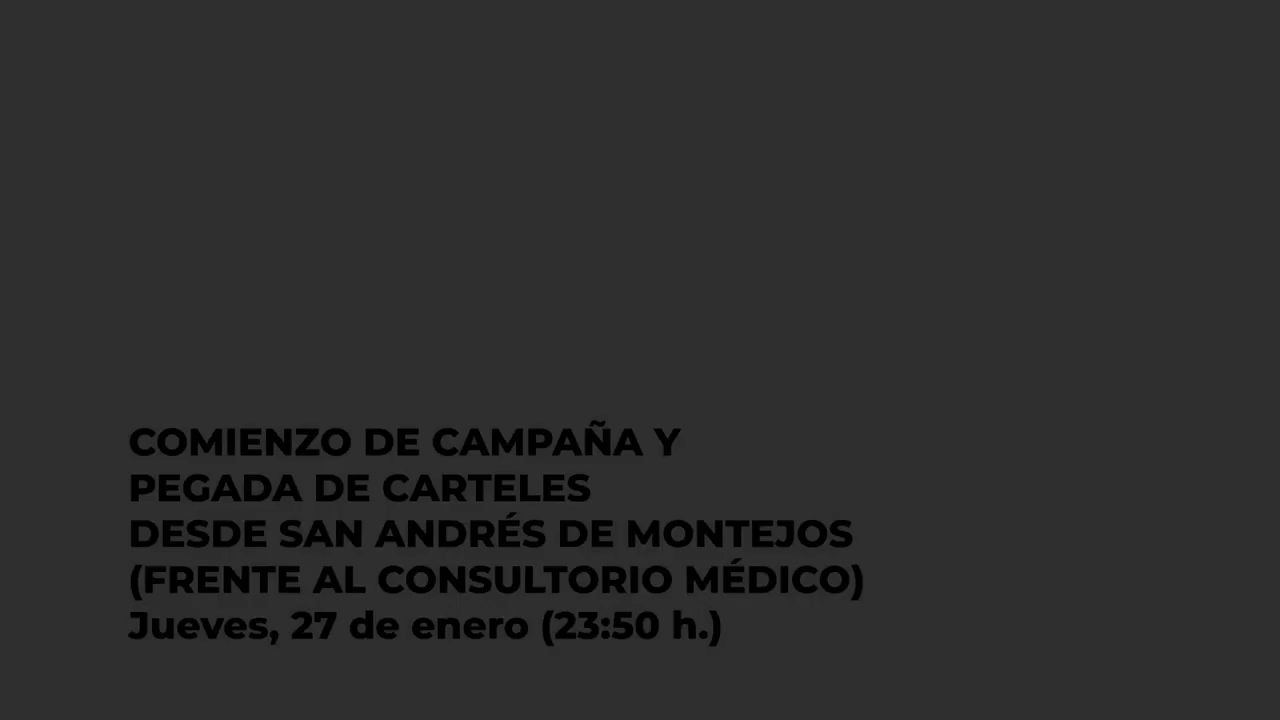 COMIENZO DE CAMPAÑA Y
PEGADA DE CARTELES
DESDE SAN ANDRÉS DE MONTEJOS
(FRENTE AL CONSULTORIO MÉDICO)
Jueves, 27 de enero (23:50 h.)